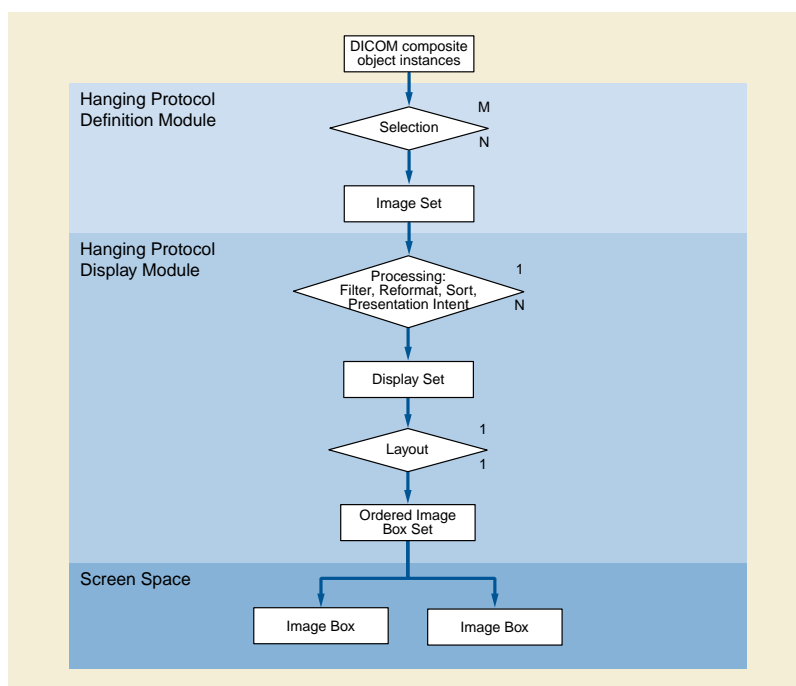 DICOM composite
object instances
Hanging Protocol
Definition Module
M
Selection
N
Image Set
Hanging Protocol
Display Module
Processing:
Filter, Reformat, Sort,
Presentation Intent
1
N
Display Set
1
Layout
1
Ordered Image
Box Set
Screen Space
Image Box
Image Box